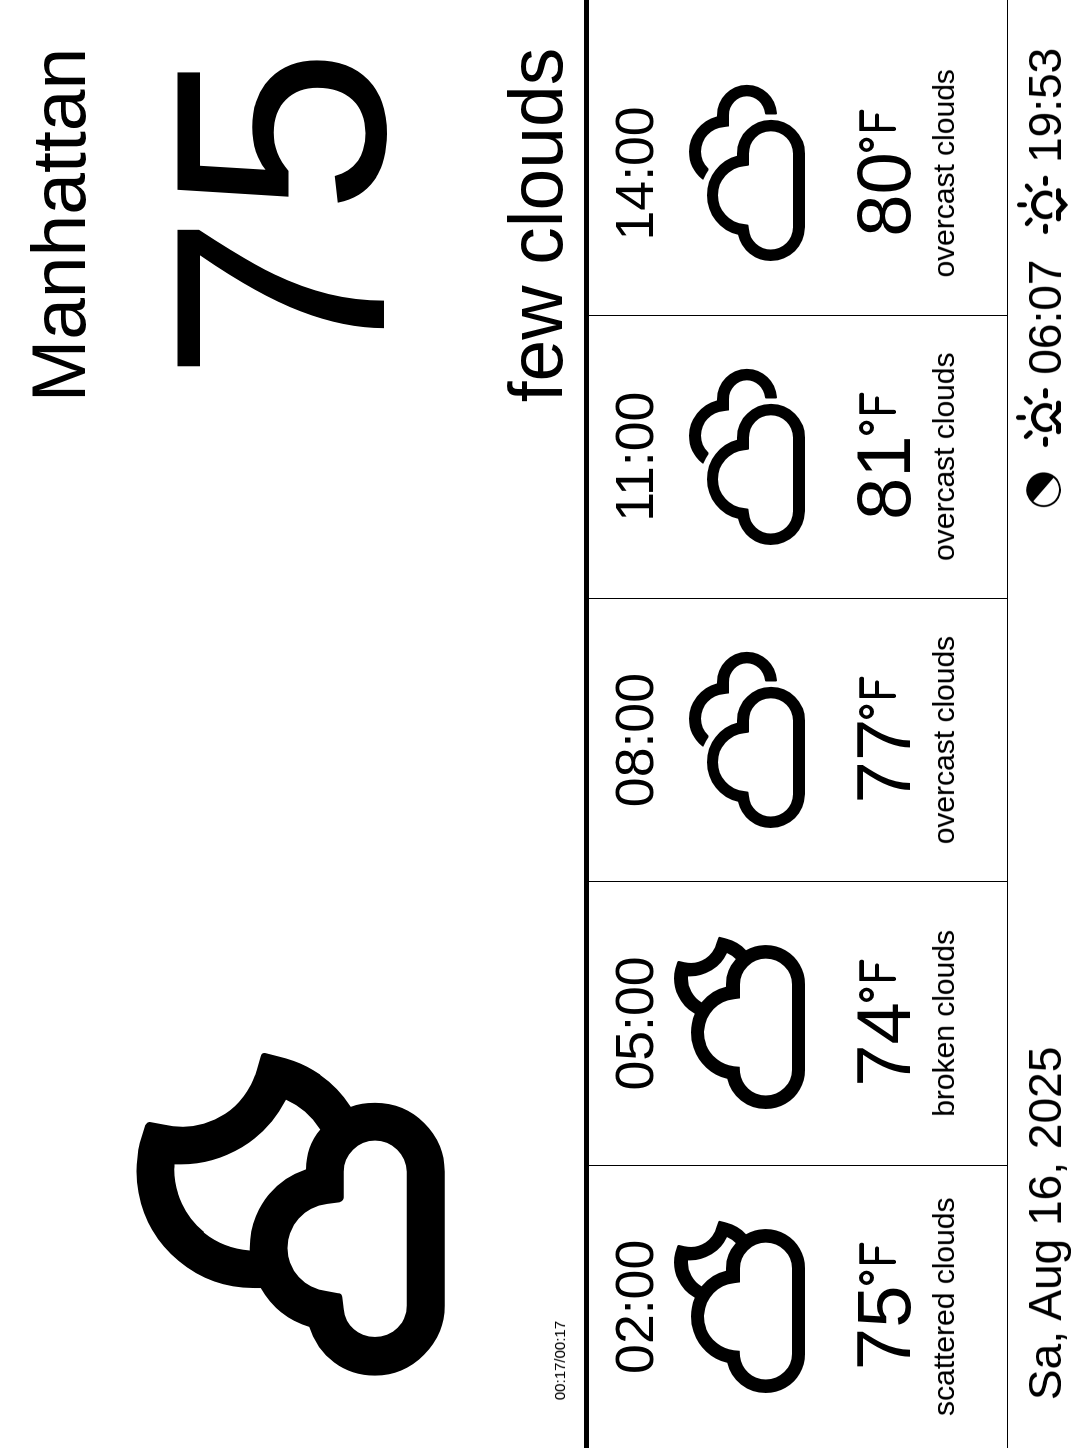 Manhattan
75
few clouds
00:17/00:17
02:00 05:00 08:00 11:00 14:00
75°F 74°F 77°F 81°F 80°F
scattered clouds broken clouds overcast clouds overcast clouds overcast clouds
Sa, Aug 16, 2025 06:07 19:53